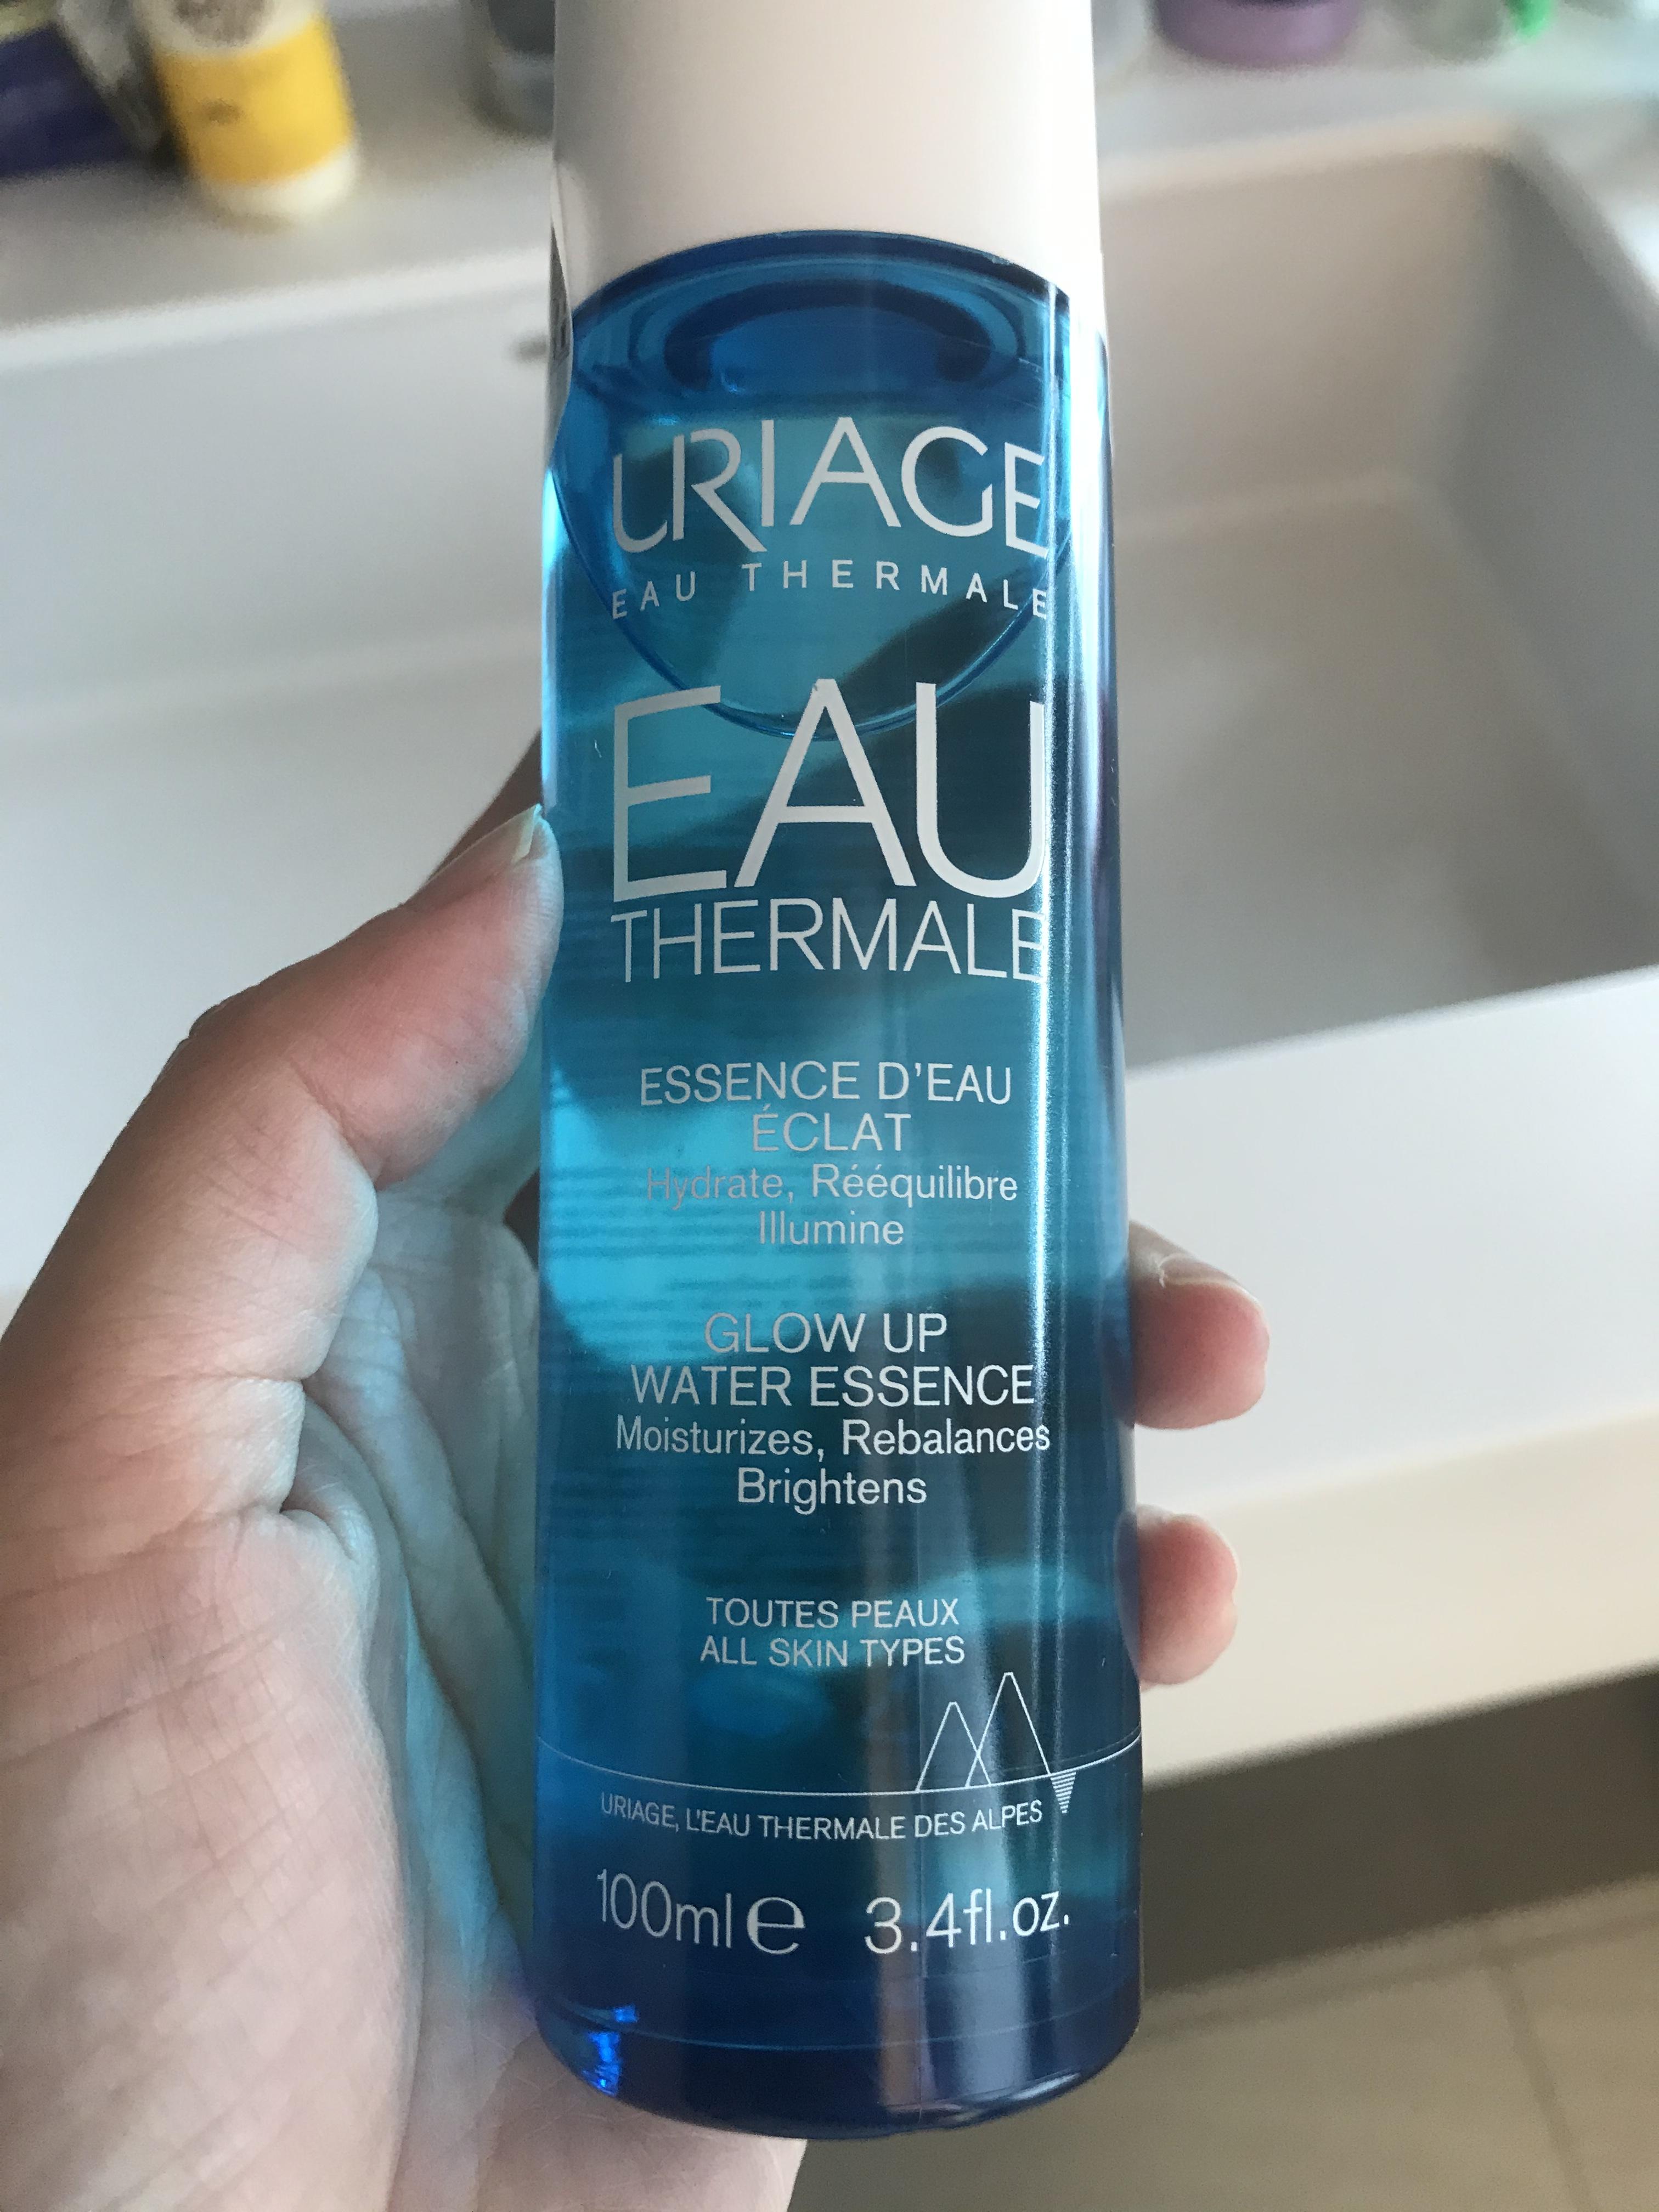 URIAGE
EAU THERMALE
EAU
THERMALE
ESSENCE D'EAU
ÉCLAT
Hydrate, Rééquilibre
Illumine
GLOW UP
WATER ESSENCE
Moisturizes, Rebalances
Brightens
TOUTES PEAUX
ALL SKIN TYPES
URIAGE, L'EAU THERMALE DES ALPES
100ml e 3.4fl.oz.